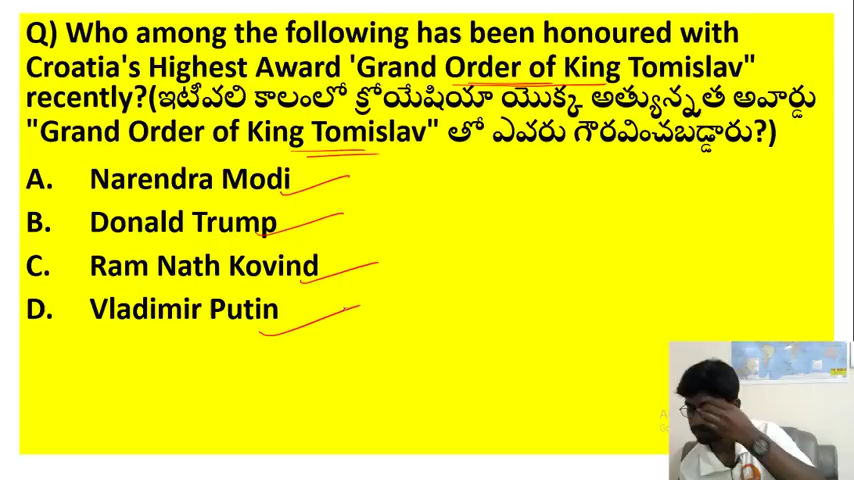 Q) Who among the following has been honoured with
Croatia's Highest Award 'Grand Order of King Tomislav"
recently?(ఇటీవలి కాలంలో క్రోయేషియా యొక్క అత్యున్నత అవార్డు
"Grand Order of King Tomislav" తో ఎవరు గౌరవించబడ్డారు?)
A. Narendra Modi
B. Donald Trump
C. Ram Nath Kovind
D. Vladimir Putin